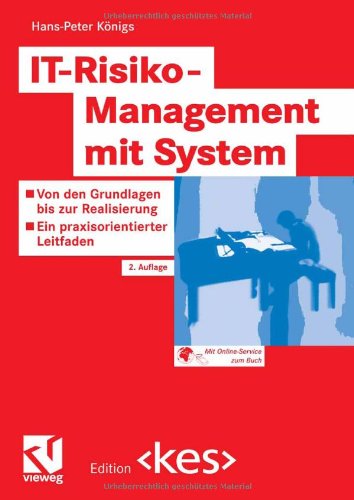 Urheberrechtlich geschütztes Material
Hans-Peter Königs
IT-Risiko-
Management
mit System
Von den Grundlagen
bis zur Realisierung
Ein praxisorientierter
Leitfaden
2. Auflage
Mit Online-Service
zum Buch
vieweg
Edition <kes>
Urheberrechtlich geschütztes Material